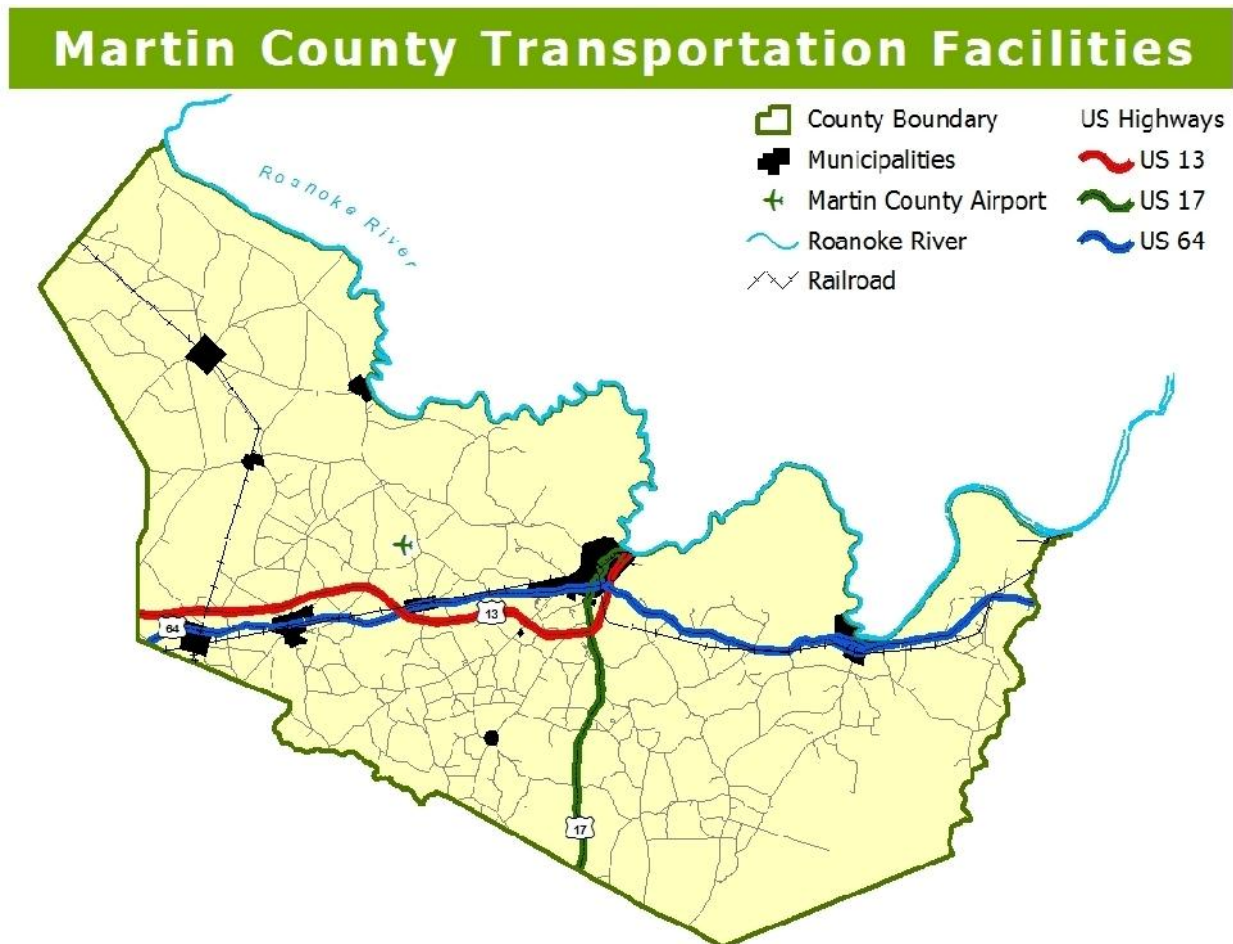 Martin County Transportation Facilities
County Boundary
Municipalities
Martin County Airport
Roanoke River
Railroad
US Highways
US 13
US 17
US 64
Roanoke River
64
13
17